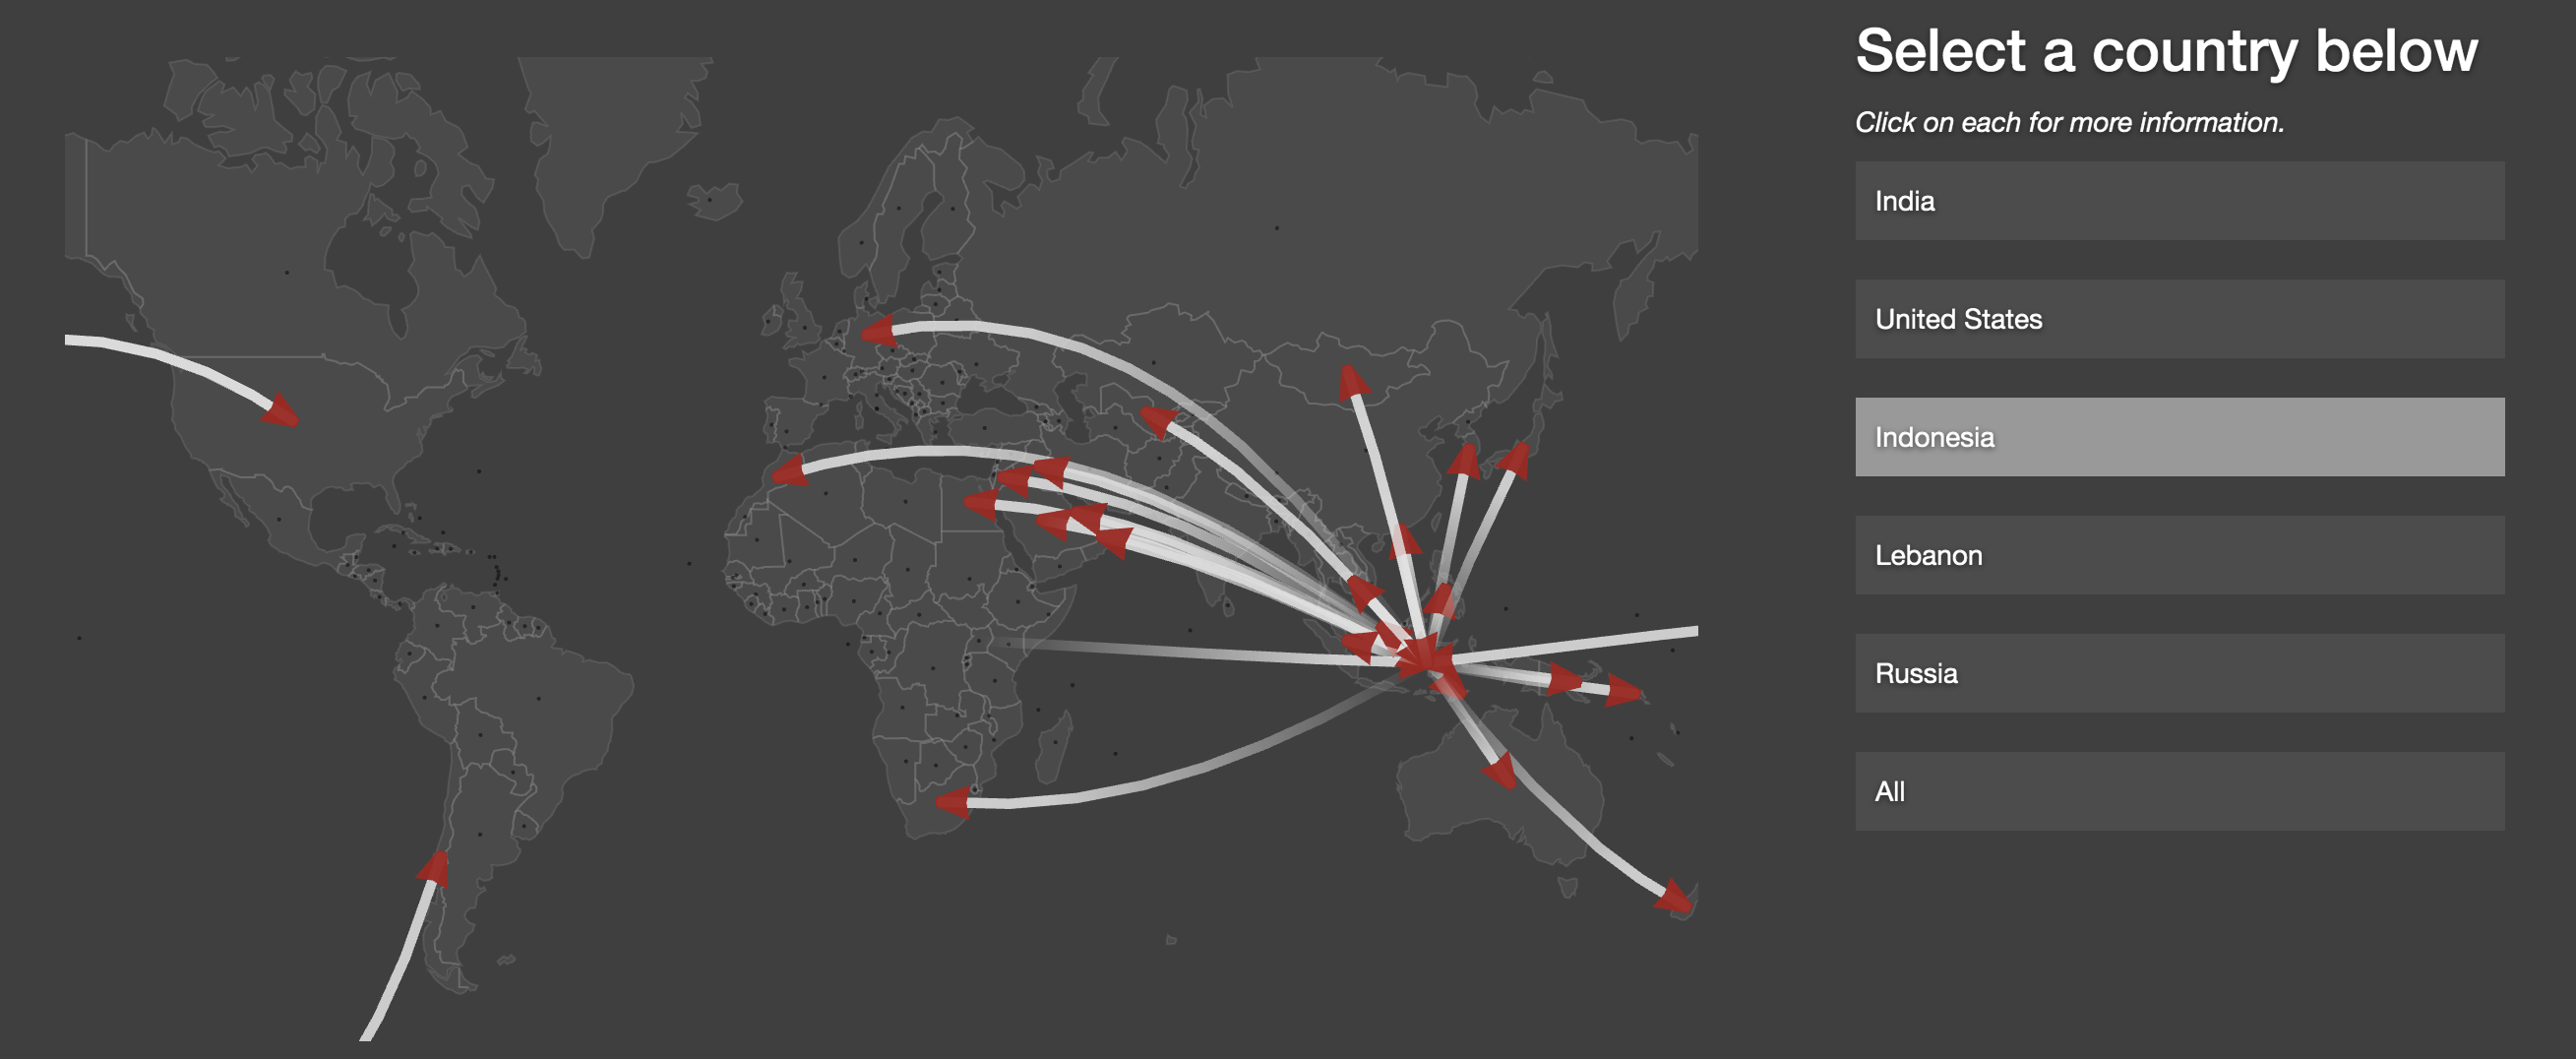 Select a country below
Click on each for more information.
India
United States
Indonesia
Lebanon
Russia
All